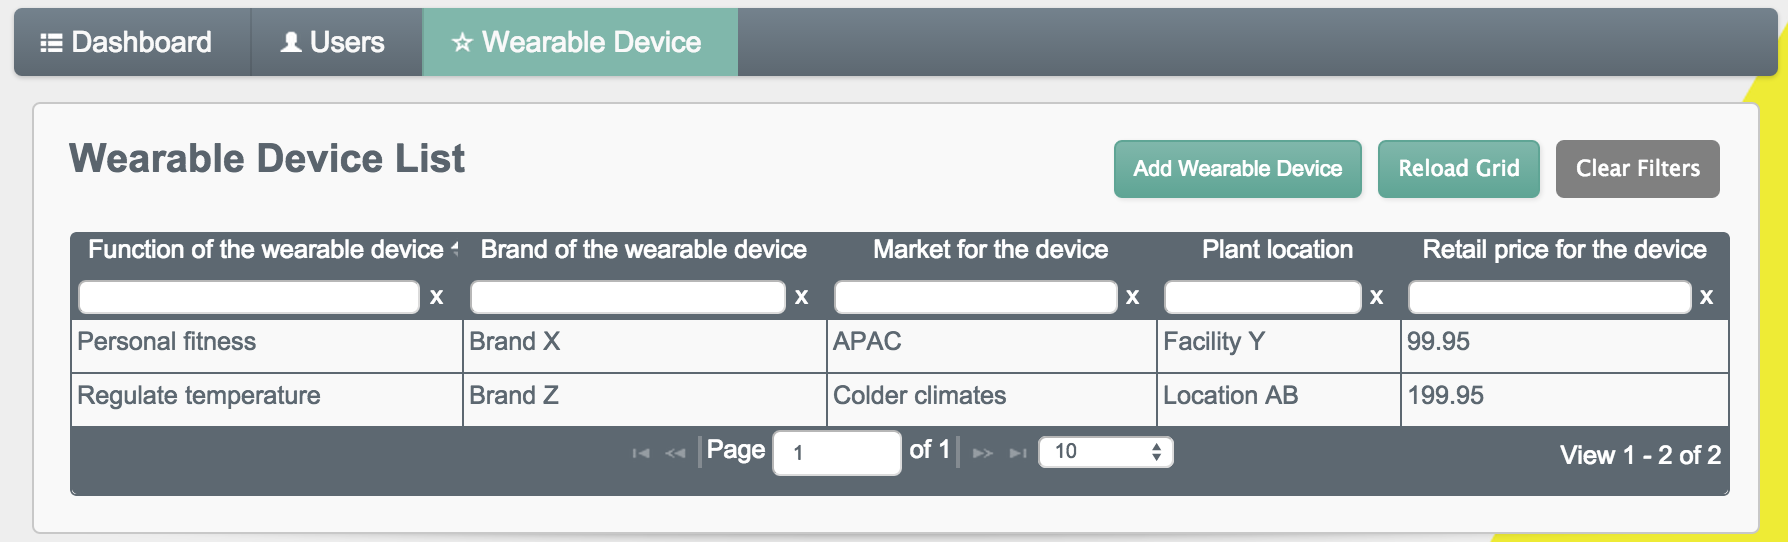 Dashboard Users Wearable Device
Wearable Device List
Add Wearable Device Reload Grid Clear Filters
Function of the wearable device Brand of the wearable device Market for the device Plant location Retail price for the device
x x x x x
Personal fitness Brand X APAC Facility Y 99.95
Regulate temperature Brand Z Colder climates Location AB 199.95
Page 1 of 1 10 View 1 - 2 of 2